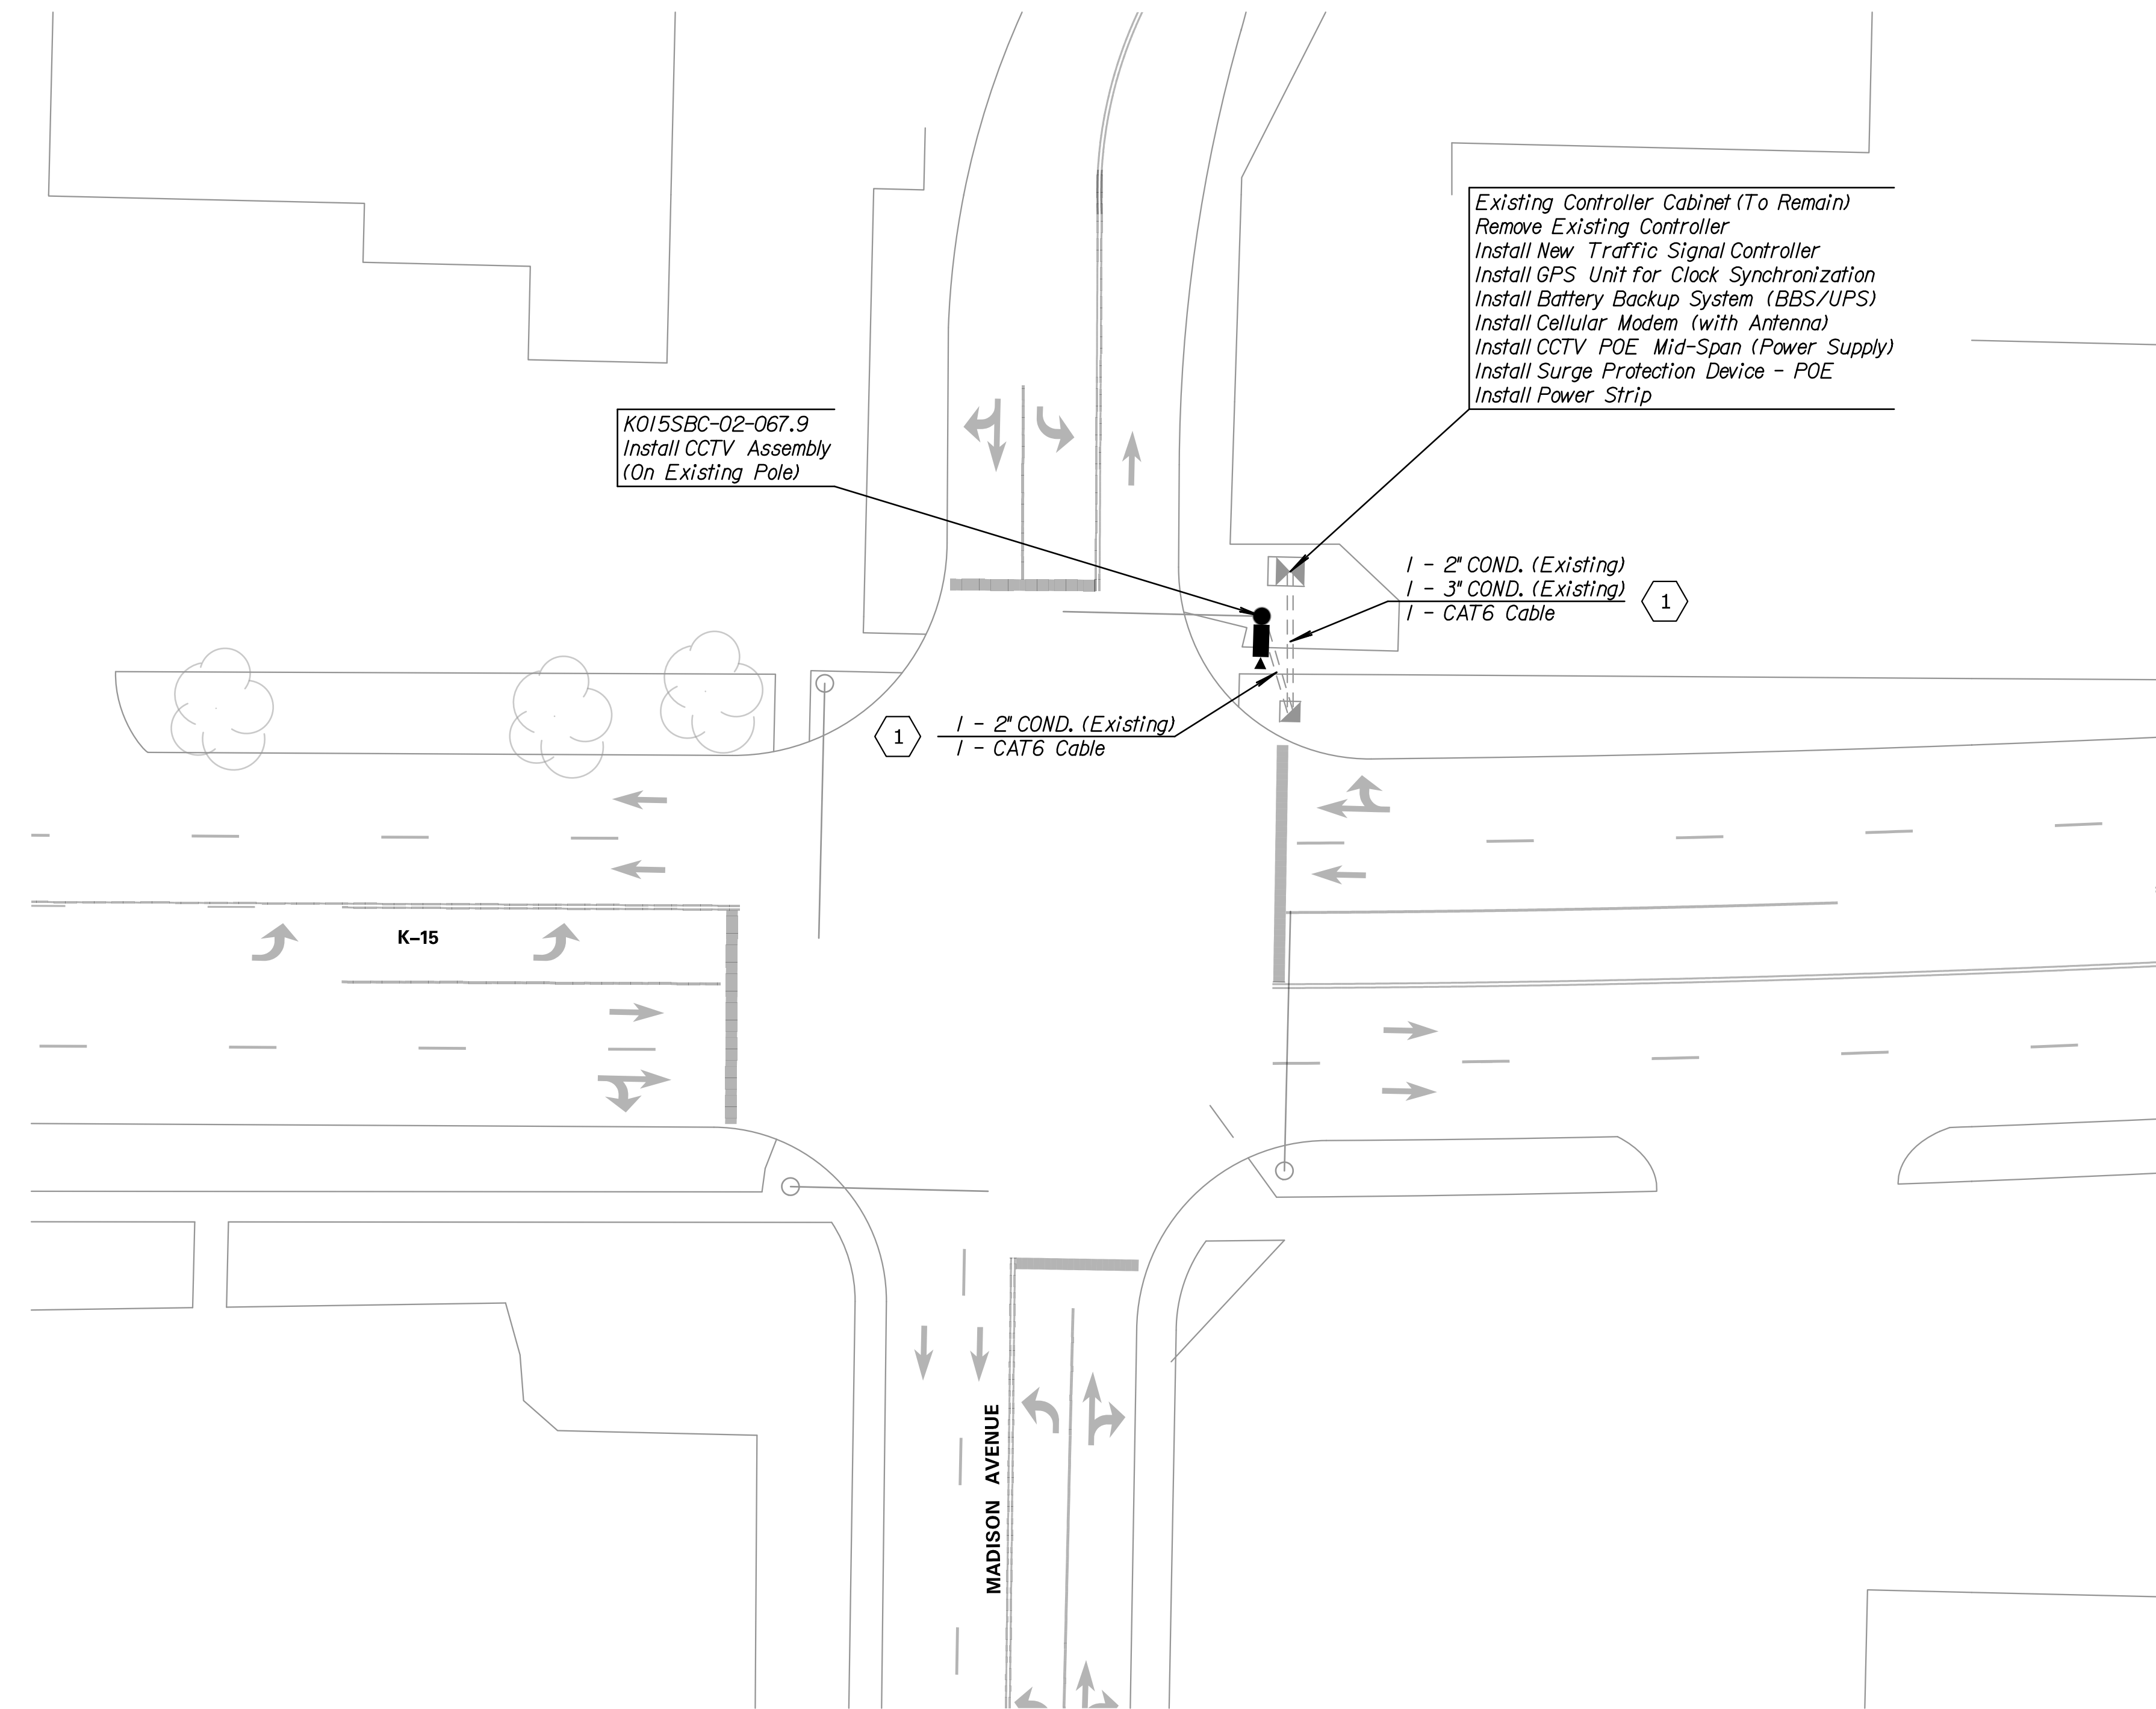 Existing Controller Cabinet (To Remain)
Remove Existing Controller
Install New Traffic Signal Controller
Install GPS Unit for Clock Synchronization
Install Battery Backup System (BBS/UPS)
Install Cellular Modem (with Antenna)
Install CCTV POE Mid-Span (Power Supply)
Install Surge Protection Device - POE
Install Power Strip
K015SBC-02-067.9
Install CCTV Assembly
(On Existing Pole)
1 - 2" COND. (Existing)
1 - 3" COND. (Existing)
1 - CAT6 Cable
1
1
1 - 2" COND. (Existing)
1 - CAT6 Cable
K-15
MADISON AVENUE